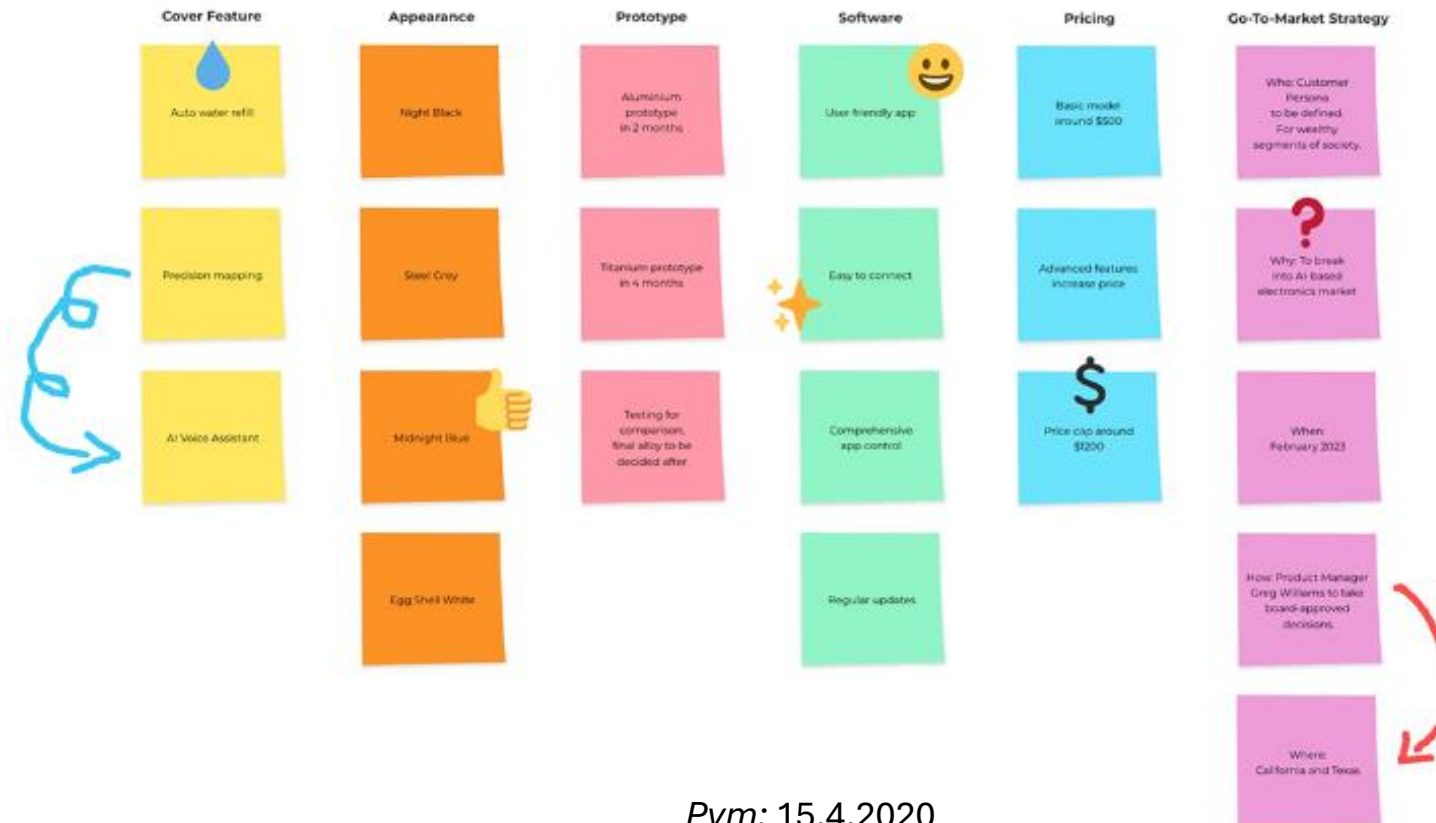 Cover Feature
Appearance
Prototype
Software
Pricing
Go-To-Market Strategy
Auto water refill
Precision mapping
AI Voice Assistant
Night Black
Steel Grey
Midnight Blue
Egg Shell White
Aluminium
prototype
in 2 months
Titanium prototype
in 4 months
Testing for
comparison,
final alloy to be
decided after
User friendly app
Easy to connect
Comprehensive
app control
Regular updates
Basic model
around $500
Advanced features
increase price
$
Price cap around
$1200
Who: Customer
Persona
to be defined.
For wealthy
segments of society.
?
Why: To break
into AI based
electronics market
When:
February 2023
How: Product Manager
Greg Williams to take
board-approved
decisions.
Where:
California and Texas
Pvm: 15.4.2020